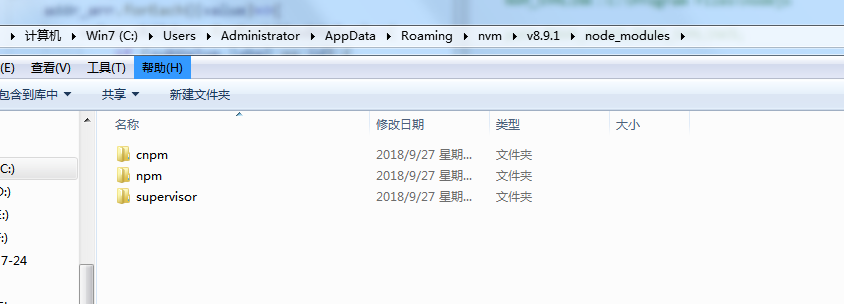 addr_arr.forEach((value)=>{
计算机 Win7 (C:) Users Administrator AppData Roaming nvm v8.9.1 node_modules
(E) 查看(V) 工具(T) 帮助(H)
包含到库中 共享 新建文件夹
名称 修改日期 类型 大小
cnpm 2018/9/27 星期... 文件夹
C:) npm 2018/9/27 星期... 文件夹
D:) supervisor 2018/9/27 星期... 文件夹
E:)
F:)
7-24